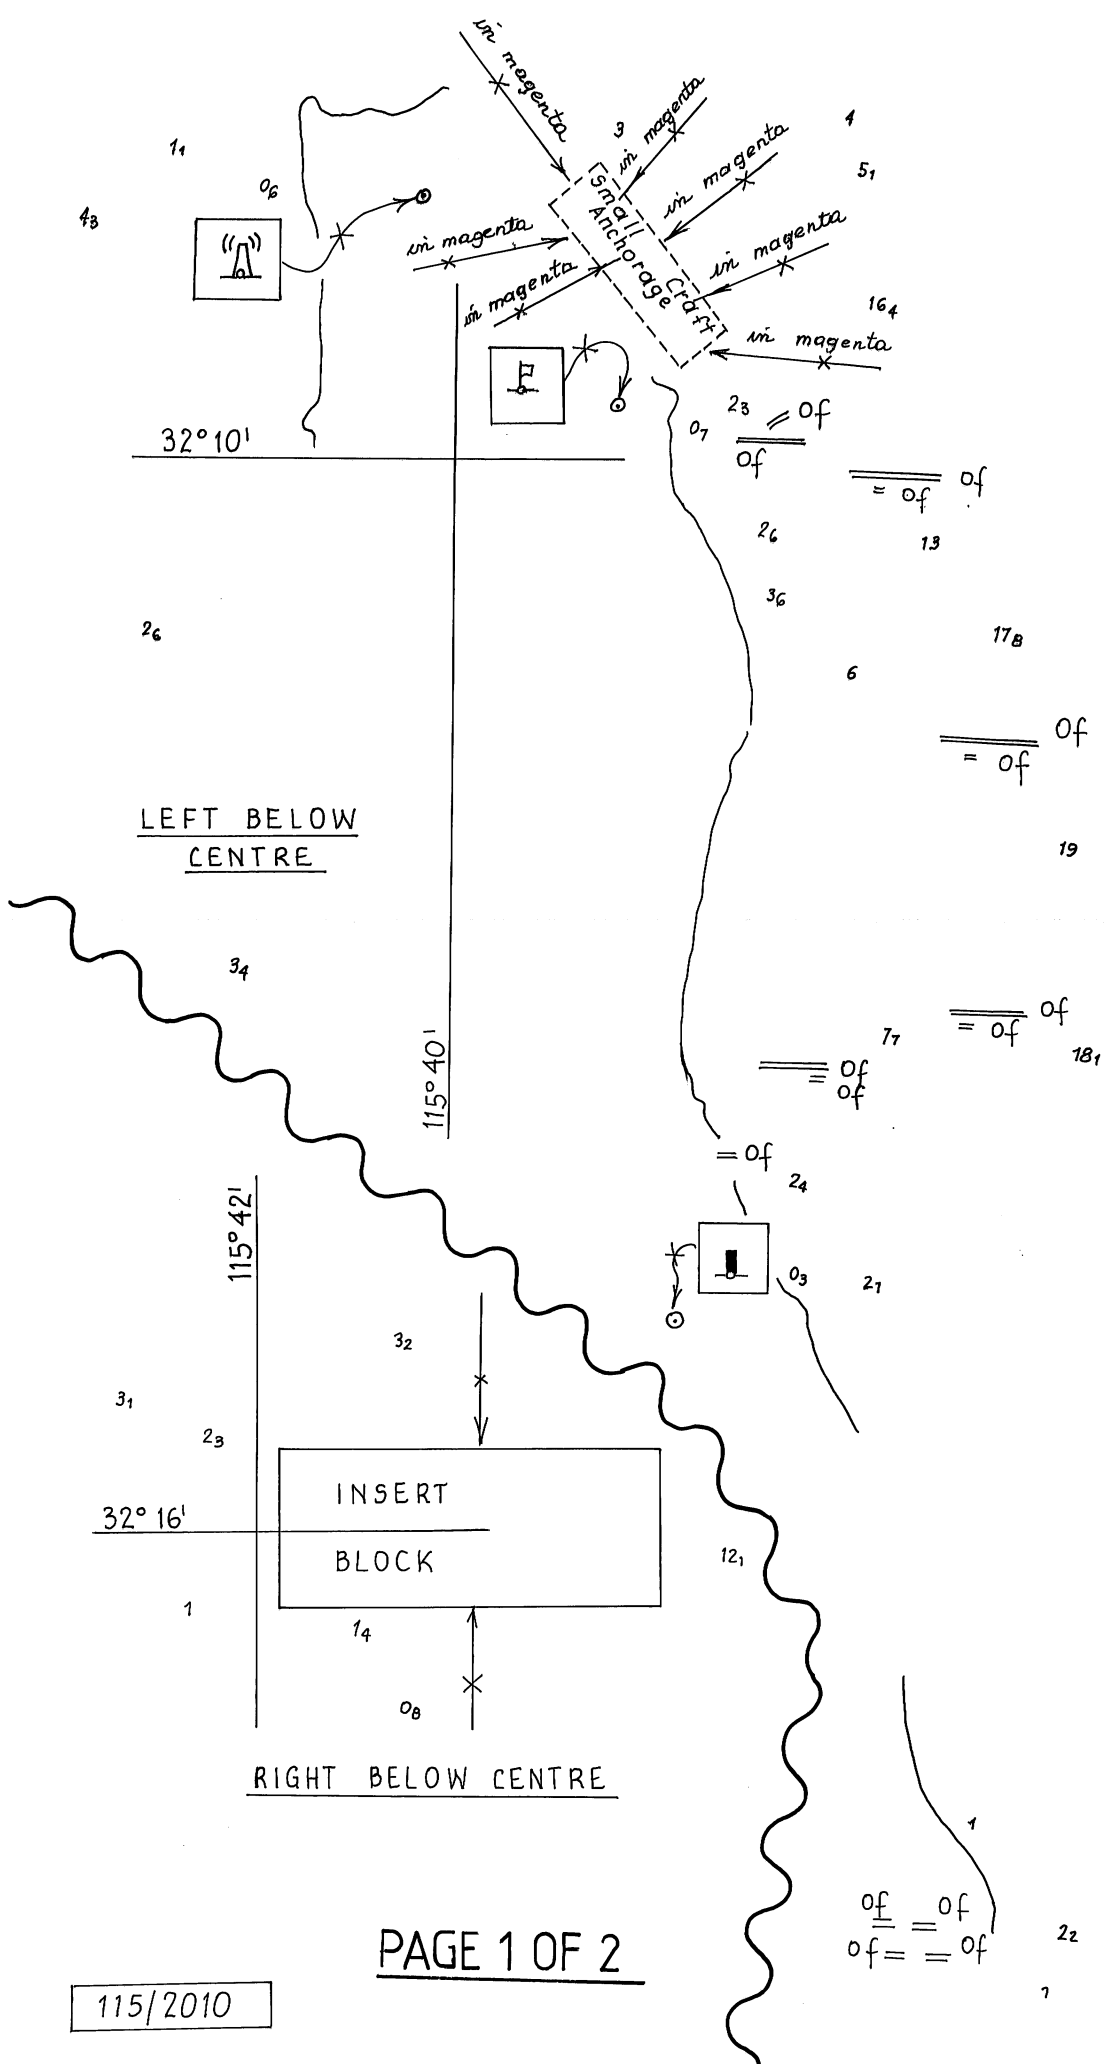 in magenta
in magenta
3
in magenta
4
1₁
5₁
0₆
4₃
Small Craft
Anchorage
in magenta
in magenta
in magenta
in magenta
16₄
in magenta
2₃
Of
0₇
32°10'
Of
Of
= Of
2₆
13
3₆
2₆
17₈
6
Of
= Of
LEFT BELOW
CENTRE
19
3₄
115°40'
Of
= Of
7₇
18₁
Of
= Of
= Of
2₄
115°42'
0₃
2₇
3₂
3₁
2₃
INSERT
32°16'
BLOCK
12₁
1
1₄
0₈
RIGHT BELOW CENTRE
1
Of
= Of
Of = = Of
2₂
PAGE 1 OF 2
115/2010